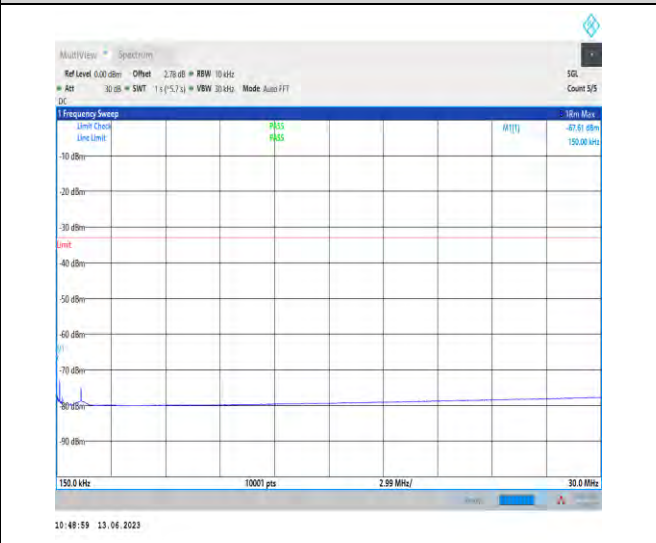 MultiView Spectrum
Ref Level 0.00 dBm Offset 2.78 dB RBW 10 kHz SGL
Att 30 dB SWT 1 s (~5.7 s) VBW 30 kHz Mode Auto FFT Count 5/5
DC
1 Frequency Sweep 1Rm Max
Limit Check PASS M1[1] -67.61 dBm
Line Limit PASS 150.00 kHz
-10 dBm
-20 dBm
-30 dBm
Limit
-40 dBm
-50 dBm
-60 dBm
M1
-70 dBm
-80 dBm
-90 dBm
150.0 kHz 10001 pts 2.99 MHz/ 30.0 MHz
Ready
10:48:59 13.06.2023